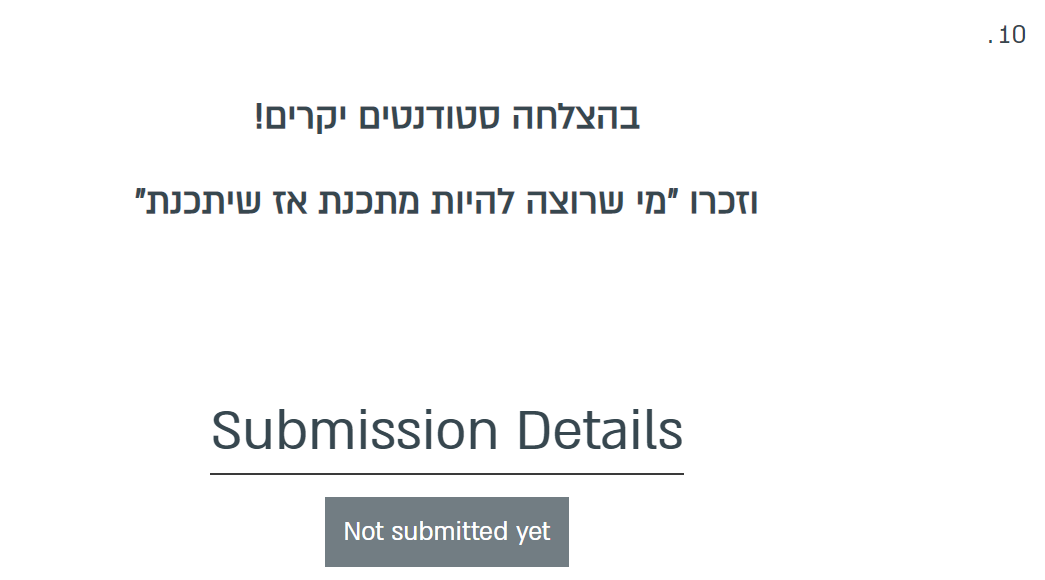 10.
בהצלחה סטודנטים יקרים!
וזכרו "מי שרוצה להיות מתכנת אז שיתכנת"
Submission Details
Not submitted yet